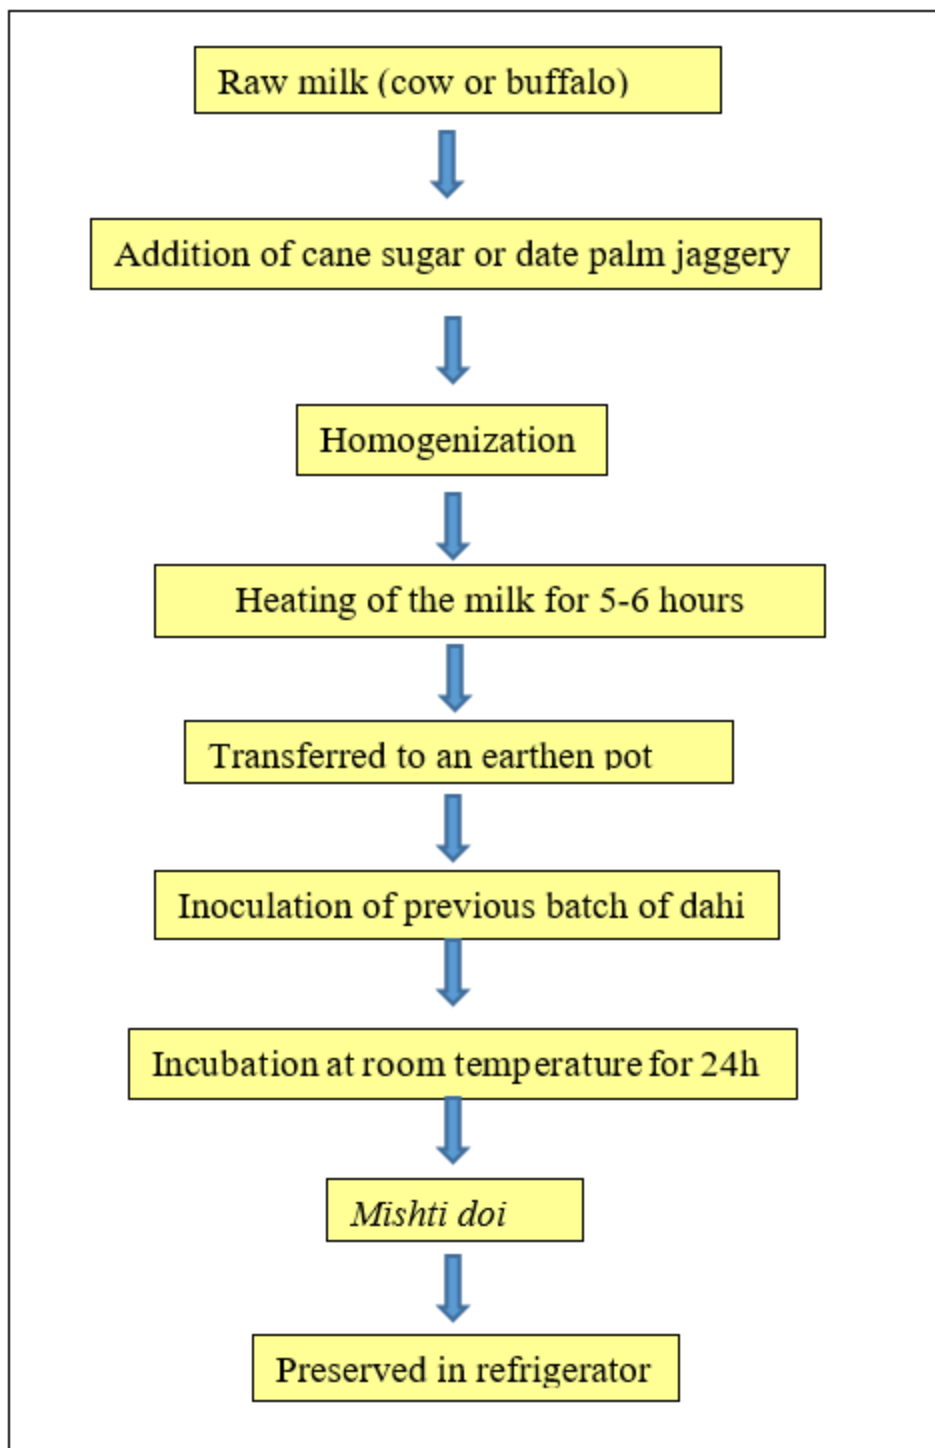 Raw milk (cow or buffalo)
Addition of cane sugar or date palm jaggery
Homogenization
Heating of the milk for 5-6 hours
Transferred to an earthen pot
Inoculation of previous batch of dahi
Incubation at room temperature for 24h
Mishti doi
Preserved in refrigerator